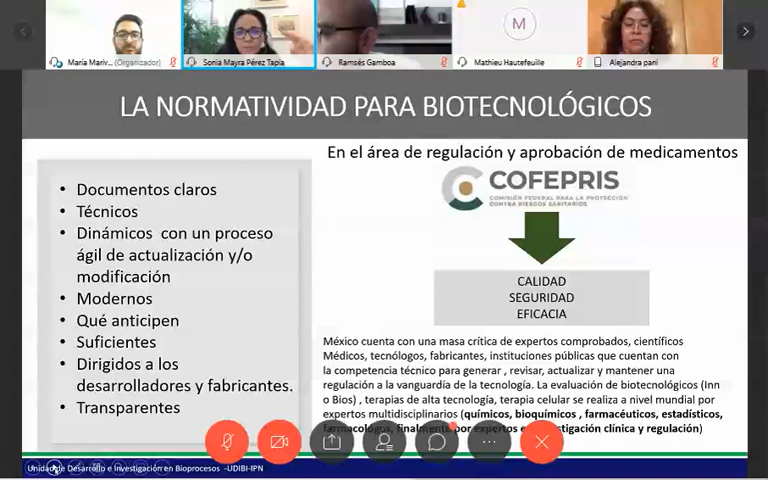 María Mariv... (Organizador)
Sonia Mayra Pérez Tapia
Ramsés Gamboa
M
Mathieu Hautefeuille
Alejandra pani
LA NORMATIVIDAD PARA BIOTECNOLÓGICOS
• Documentos claros
• Técnicos
• Dinámicos con un proceso
ágil de actualización y/o
modificación
• Modernos
• Qué anticipen
• Suficientes
• Dirigidos a los
desarrolladores y fabricantes.
• Transparentes
En el área de regulación y aprobación de medicamentos
COFEPRIS
COMISIÓN FEDERAL PARA LA PROTECCIÓN
CONTRA RIESGOS SANITARIOS
CALIDAD
SEGURIDAD
EFICACIA
México cuenta con una masa crítica de expertos comprobados, científicos
Médicos, tecnólogos, fabricantes, instituciones públicas que cuentan con
la competencia técnico para generar , revisar, actualizar y mantener una
regulación a la vanguardia de la tecnología. La evaluación de biotecnológicos (Inn
o Bios) , terapias de alta tecnología, terapia celular se realiza a nivel mundial por
expertos multidisciplinarios (químicos, bioquímicos , farmacéuticos, estadísticos,
farmacologos, finalmente por expertos en investigación clínica y regulación)
Unidad de Desarrollo e Investigación en Bioprocesos -UDIBI-IPN